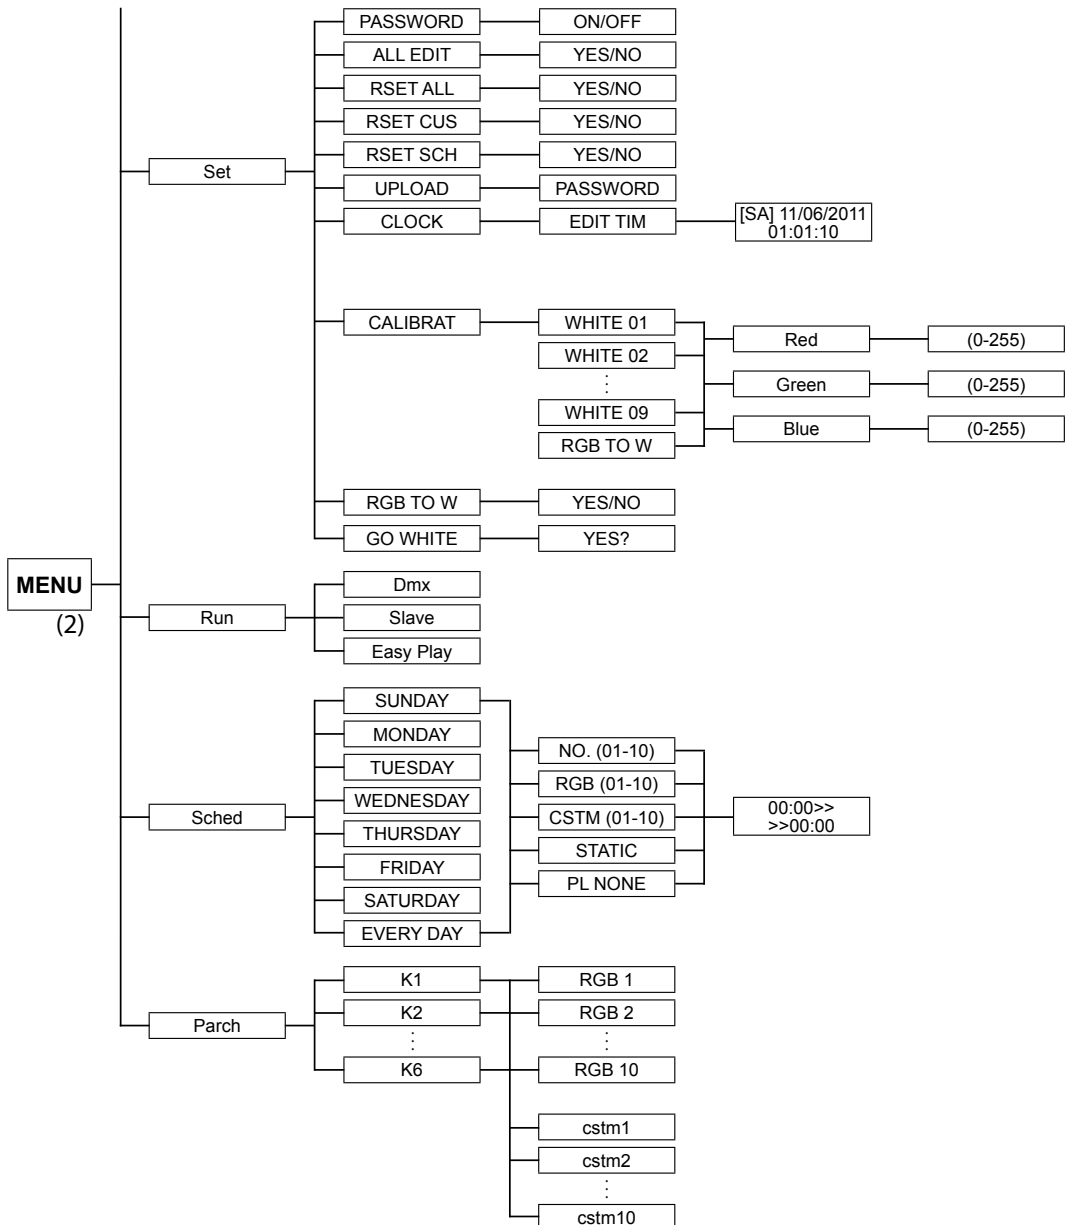 PASSWORD ON/OFF
ALL EDIT YES/NO
RSET ALL YES/NO
RSET CUS YES/NO
RSET SCH YES/NO
Set
UPLOAD PASSWORD
CLOCK EDIT TIM [SA] 11/06/2011
01:01:10
CALIBRAT WHITE 01
Red (0-255)
WHITE 02
Green (0-255)
WHITE 09
Blue (0-255)
RGB TO W
RGB TO W YES/NO
GO WHITE YES?
MENU
(2)
Dmx
Run Slave
Easy Play
SUNDAY
MONDAY
NO. (01-10)
TUESDAY
RGB (01-10)
WEDNESDAY
Sched CSTM (01-10) 00:00>>
>>00:00
THURSDAY
STATIC
FRIDAY
PL NONE
SATURDAY
EVERY DAY
K1 RGB 1
K2 RGB 2
Parch
K6 RGB 10
cstm1
cstm2
cstm10